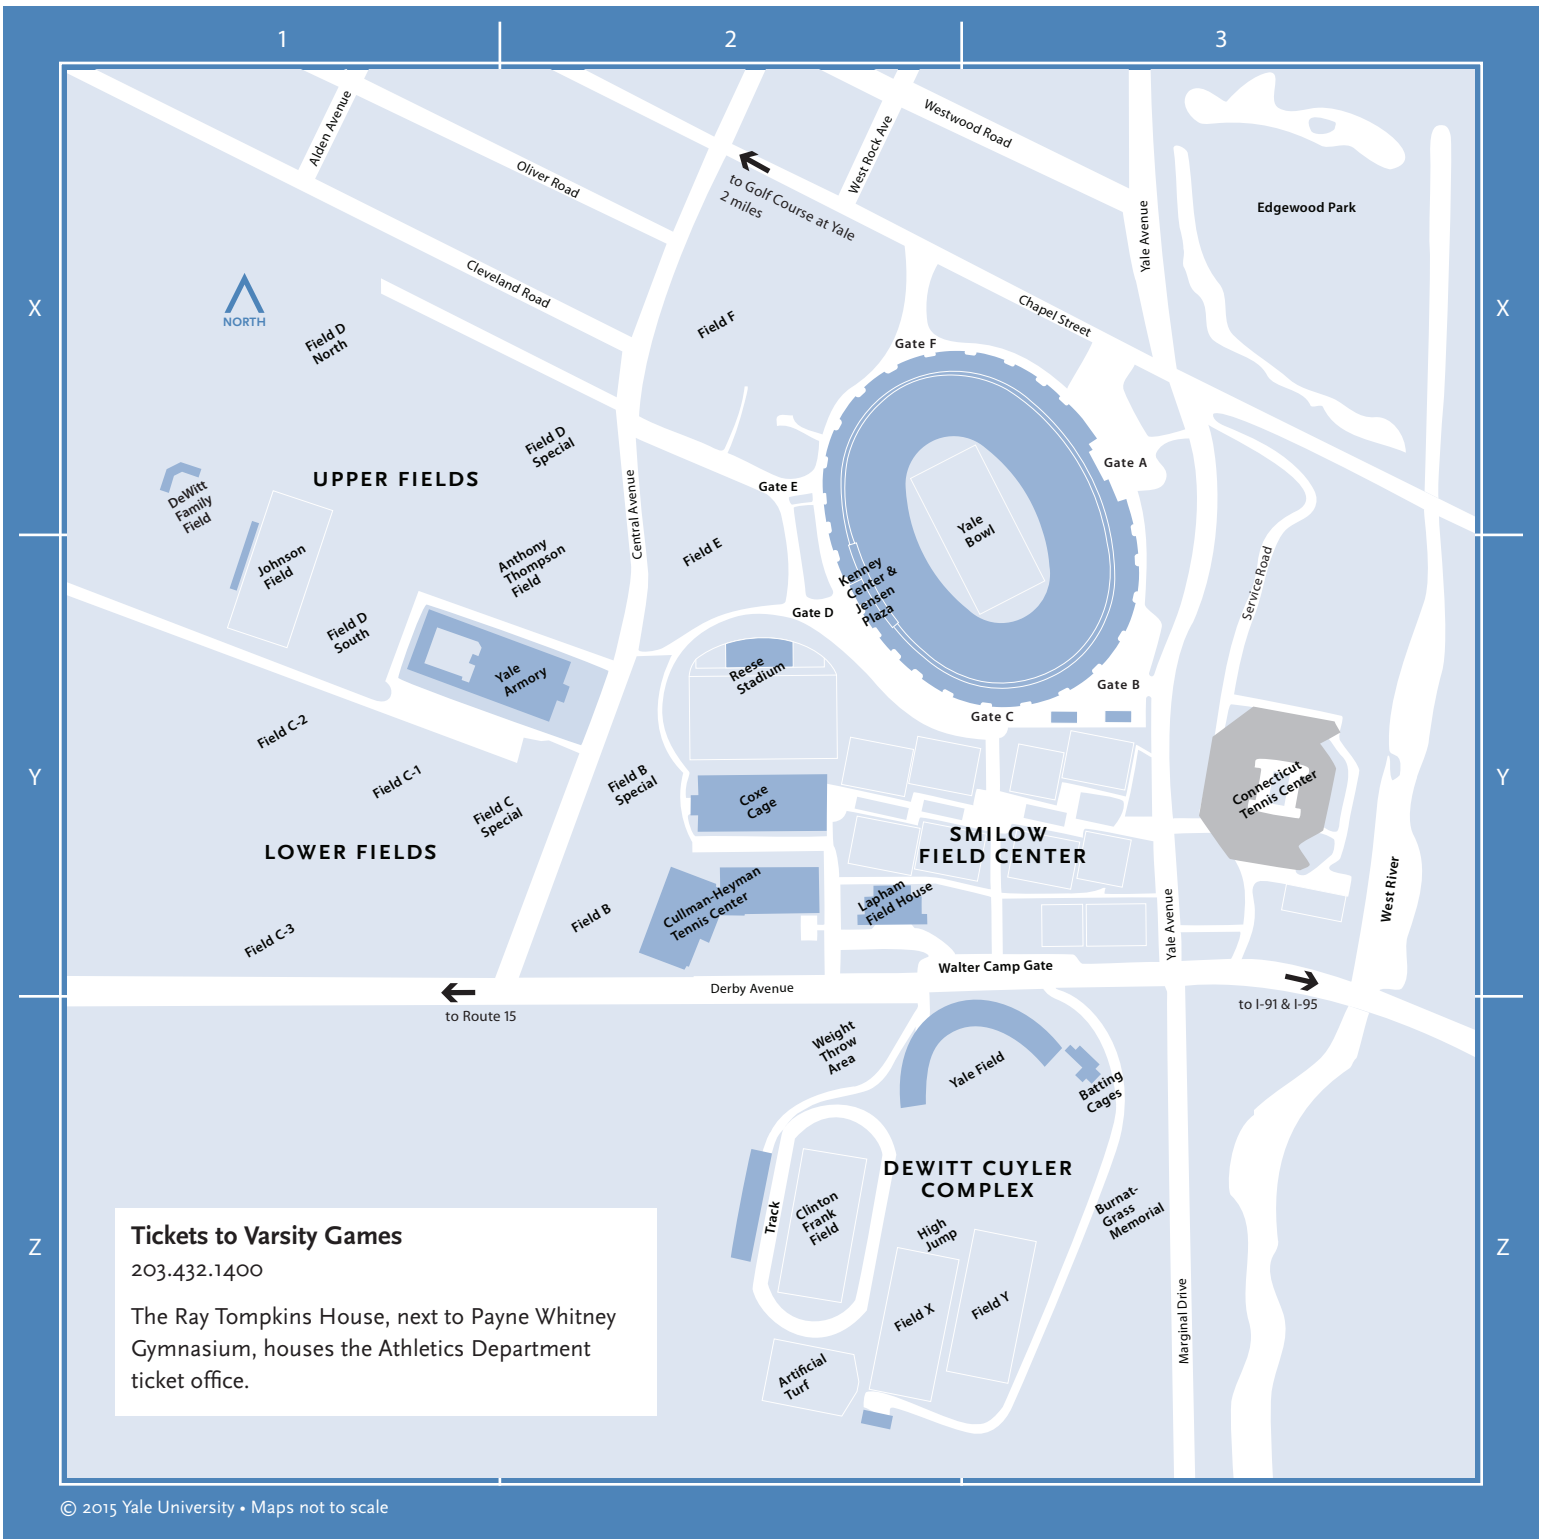 1
2
3
Alden Avenue
Oliver Road
West Rock Ave
Westwood Road
to Golf Course at Yale
2 miles
Yale Avenue
Edgewood Park
Cleveland Road
X
X
NORTH
Field D
North
Field F
Chapel Street
Gate F
Field D
Special
UPPER FIELDS
Gate A
DeWitt
Family
Field
Central Avenue
Gate E
Yale
Bowl
Johnson
Field
Anthony
Thompson
Field
Field E
Kenney
Center &
Jensen
Plaza
Service Road
Gate D
Field D
South
Yale
Armory
Reese
Stadium
Gate B
Gate C
Field C-2
Y
Y
Field C-1
Field C
Special
Field B
Special
Coxe
Cage
Connecticut
Tennis Center
SMILOW
FIELD CENTER
LOWER FIELDS
Cullman-Heyman
Tennis Center
Lapham
Field House
West River
Field B
Field C-3
Yale Avenue
Walter Camp Gate
Derby Avenue
to Route 15
to I-91 & I-95
Weight
Throw
Area
Yale Field
Batting
Cages
DEWITT CUYLER
COMPLEX
Track
Clinton
Frank
Field
High
Jump
Burnat-
Grass
Memorial
Z
Z
Field X
Field Y
Marginal Drive
Artificial
Turf
Tickets to Varsity Games
203.432.1400
The Ray Tompkins House, next to Payne Whitney
Gymnasium, houses the Athletics Department
ticket office.
© 2015 Yale University • Maps not to scale